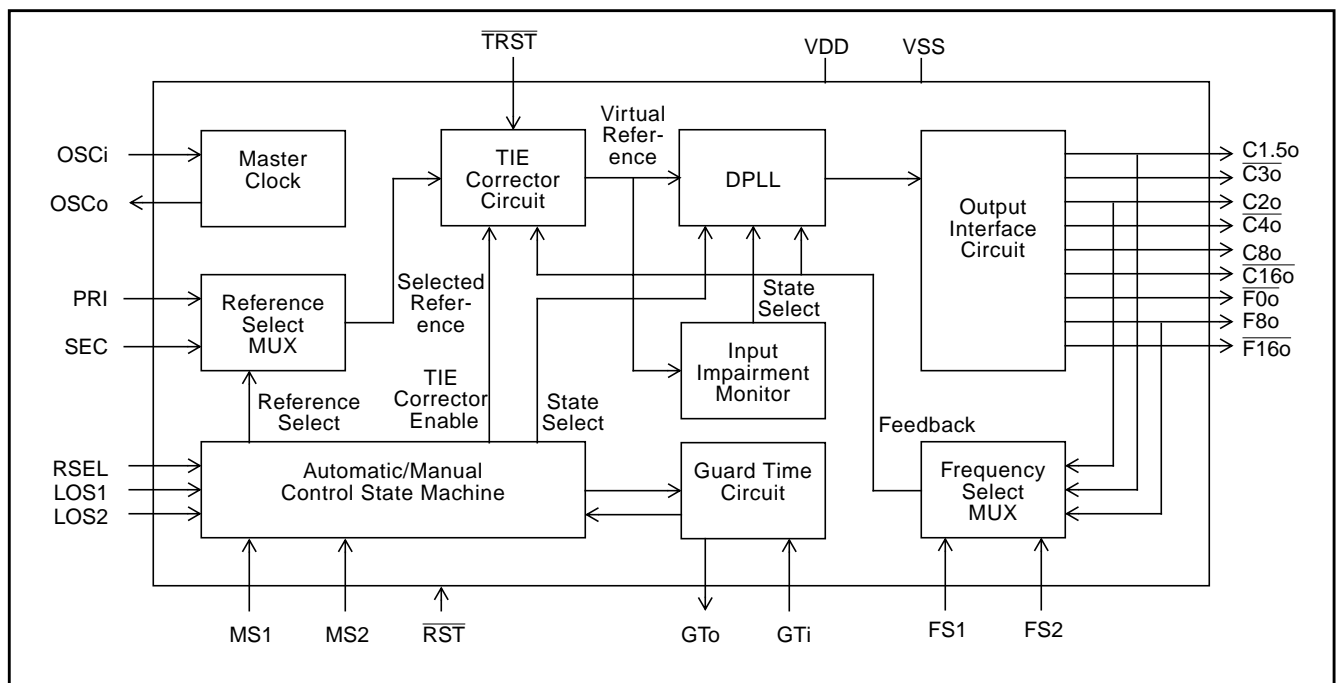 TRST
VDD
VSS
OSCi
OSCo
Master
Clock
TIE
Corrector
Circuit
Virtual
Refer-
ence
DPLL
Output
Interface
Circuit
C1.5o
C3o
C2o
C4o
C8o
C16o
F0o
F8o
F16o
PRI
SEC
Reference
Select
MUX
Selected
Refer-
ence
State
Select
Input
Impairment
Monitor
Reference
Select
TIE
Corrector
Enable
State
Select
Feedback
RSEL
LOS1
LOS2
Automatic/Manual
Control State Machine
Guard Time
Circuit
Frequency
Select
MUX
MS1
MS2
RST
GTo
GTi
FS1
FS2